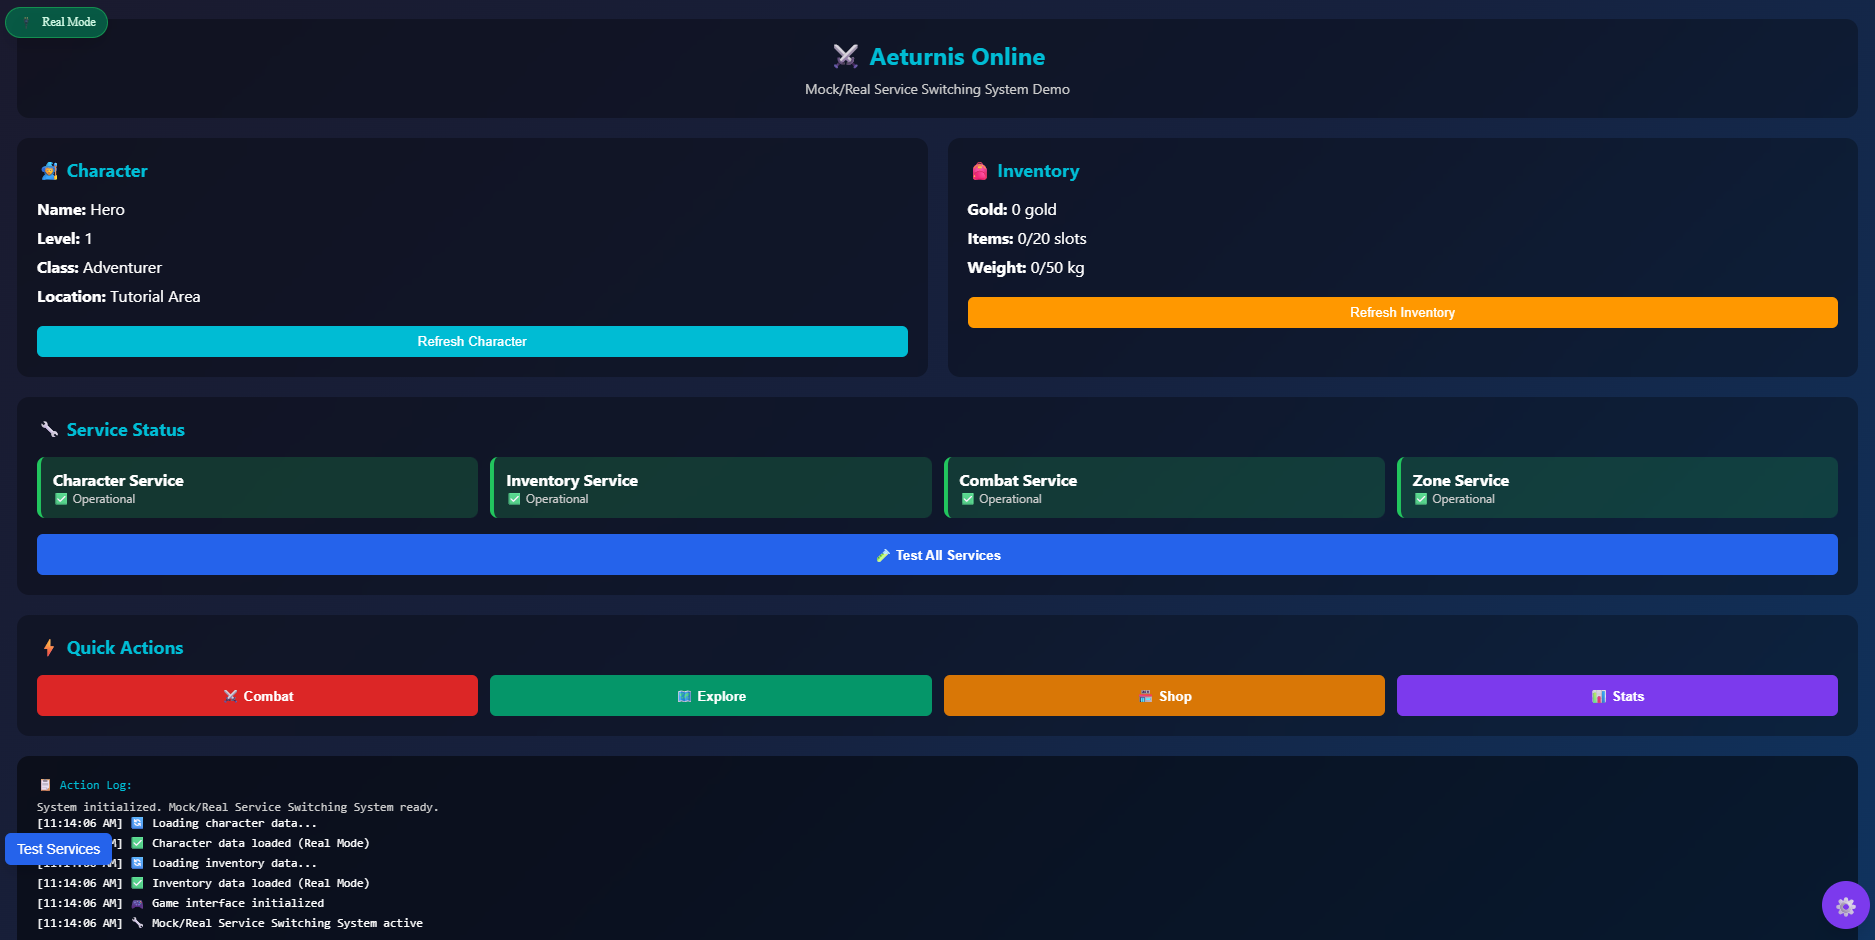 Real Mode
Aeturnis Online
Mock/Real Service Switching System Demo
Character
Name: Hero
Level: 1
Class: Adventurer
Location: Tutorial Area
Refresh Character
Inventory
Gold: 0 gold
Items: 0/20 slots
Weight: 0/50 kg
Refresh Inventory
Service Status
Character Service
Operational
Inventory Service
Operational
Combat Service
Operational
Zone Service
Operational
Test All Services
Quick Actions
Combat
Explore
Shop
Stats
Action Log:
System initialized. Mock/Real Service Switching System ready.
[11:14:06 AM] Loading character data...
Character data loaded (Real Mode)
Test Services
Loading inventory data...
[11:14:06 AM] Inventory data loaded (Real Mode)
[11:14:06 AM] Game interface initialized
[11:14:06 AM] Mock/Real Service Switching System active